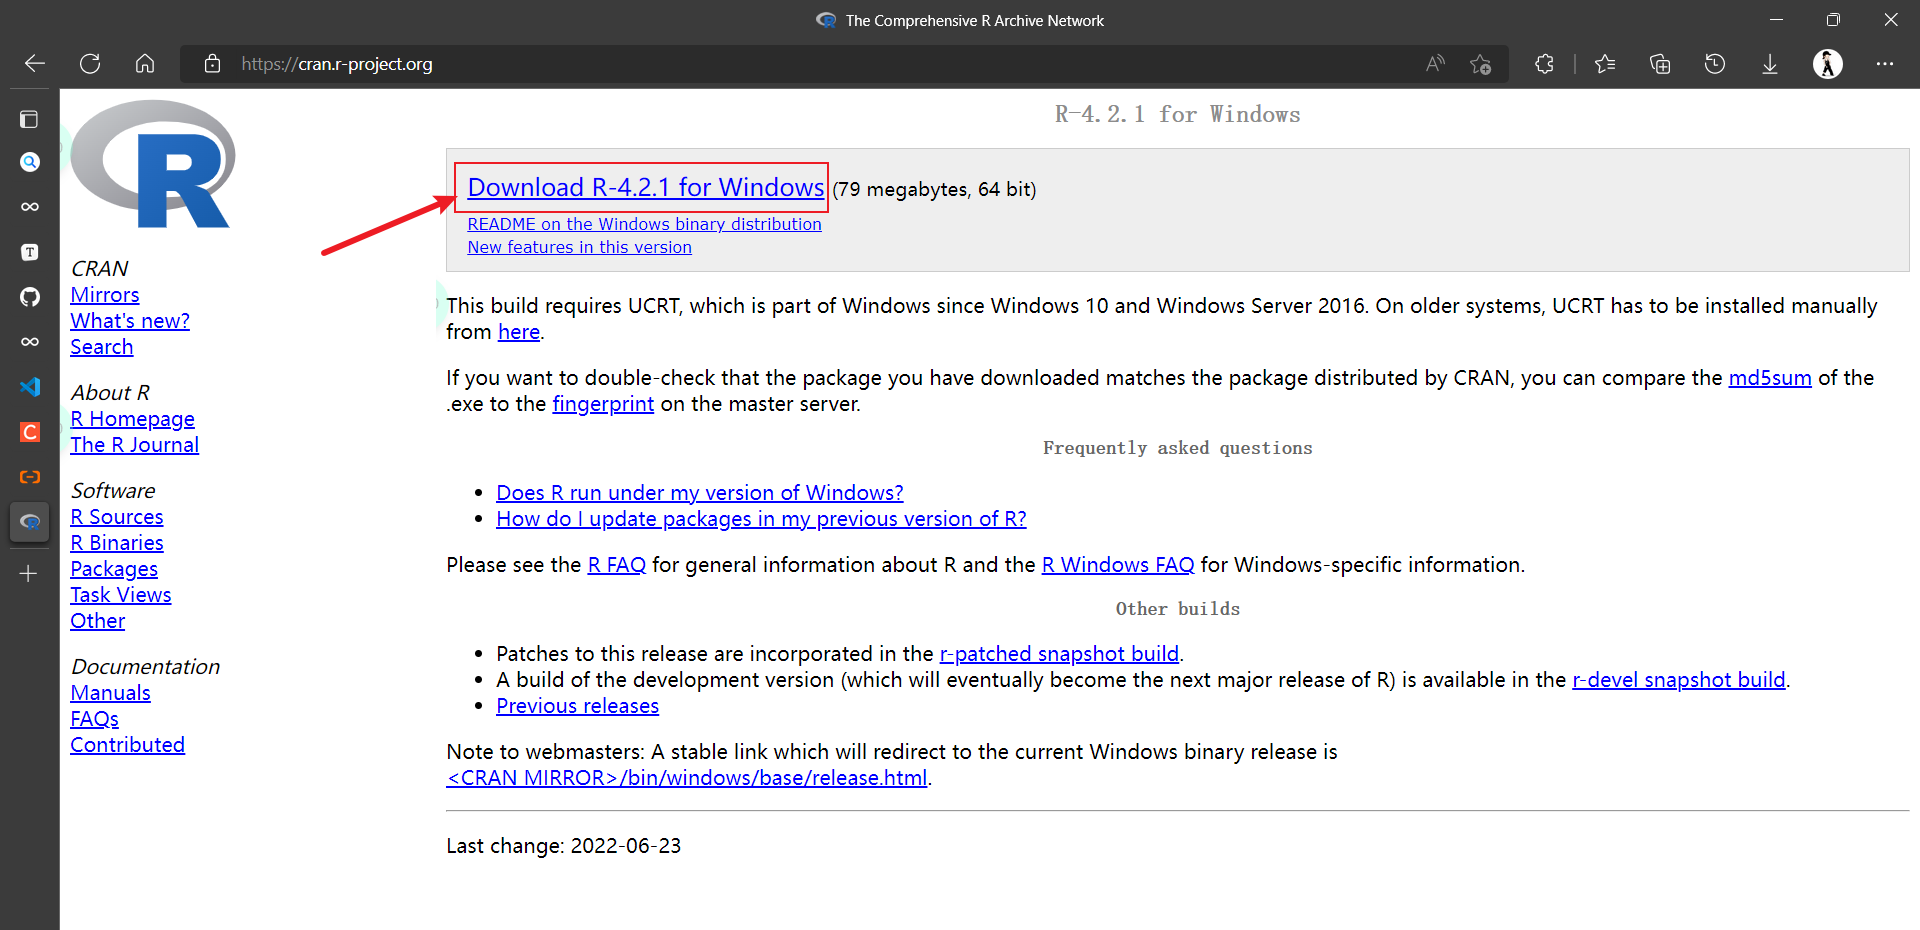 The Comprehensive R Archive Network
https://cran.r-project.org
R
CRAN
Mirrors
What's new?
Search
About R
R Homepage
The R Journal
Software
R Sources
R Binaries
Packages
Task Views
Other
Documentation
Manuals
FAQs
Contributed
R-4.2.1 for Windows
Download R-4.2.1 for Windows (79 megabytes, 64 bit)
README on the Windows binary distribution
New features in this version
This build requires UCRT, which is part of Windows since Windows 10 and Windows Server 2016. On older systems, UCRT has to be installed manually
from here.
If you want to double-check that the package you have downloaded matches the package distributed by CRAN, you can compare the md5sum of the
.exe to the fingerprint on the master server.
Frequently asked questions
• Does R run under my version of Windows?
• How do I update packages in my previous version of R?
Please see the R FAQ for general information about R and the R Windows FAQ for Windows-specific information.
Other builds
• Patches to this release are incorporated in the r-patched snapshot build.
• A build of the development version (which will eventually become the next major release of R) is available in the r-devel snapshot build.
• Previous releases
Note to webmasters: A stable link which will redirect to the current Windows binary release is
<CRAN MIRROR>/bin/windows/base/release.html.
Last change: 2022-06-23